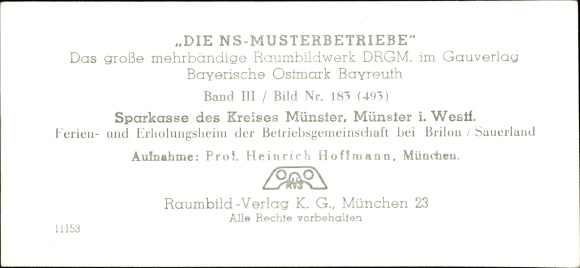 „DIE NS-MUSTERBETRIEBE"
Das große mehrbändige Raumbildwerk DRGM. im Gauverlag
Bayerische Ostmark Bayreuth
Band III / Bild Nr. 183 (493)
Sparkasse des Kreises Münster, Münster i. Westf.
Ferien- und Erholungsheim der Betriebsgemeinschaft bei Brilon / Sauerland
Aufnahme: Prof. Heinrich Hoffmann, München.
Raumbild-Verlag K. G., München 23
Alle Rechte vorbehalten
11153